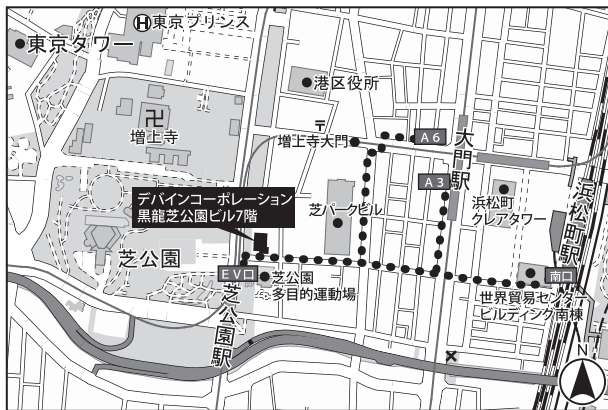 H東京プリンス
東京タワー
港区役所
増上寺
〒
増上寺大門
A6
大門駅
A3
浜松町
クレアタワー
浜松町駅
デバインコーポレーション
黒龍芝公園ビル7階
芝パークビル
芝公園
EV口
芝公園
多目的運動場
芝公園駅
南口
世界貿易センター
ビルディング南棟
N